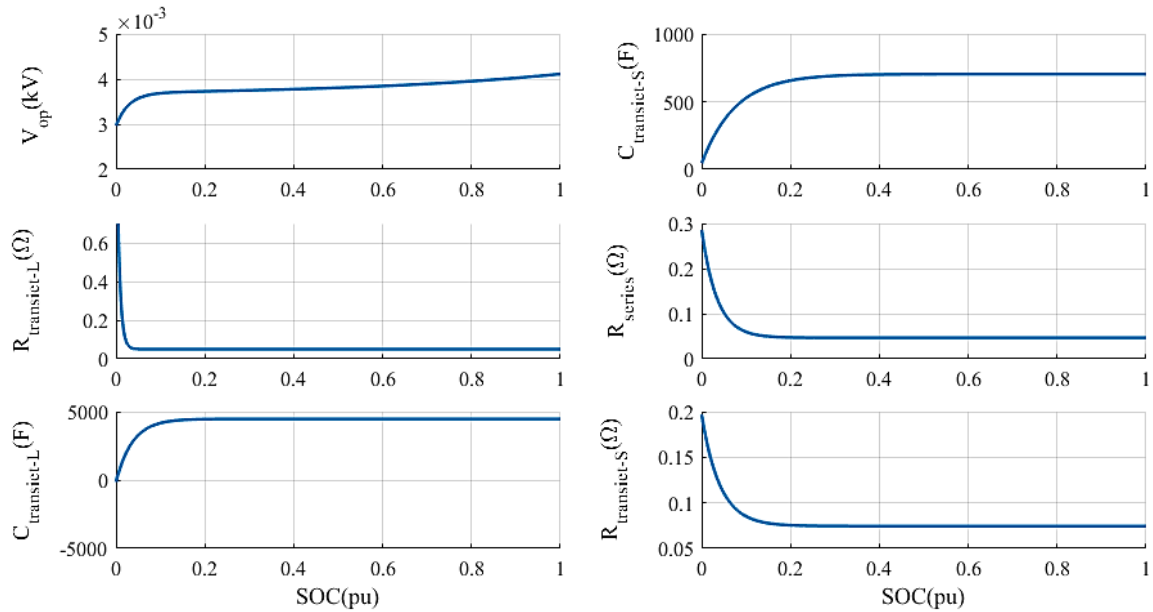 ×10⁻³
5
4
3
2
V_op(kV)
0 0.2 0.4 0.6 0.8 1
1000
500
0
C_transiet-S(F)
0 0.2 0.4 0.6 0.8 1
0.6
0.4
0.2
0
R_transiet-L(Ω)
0 0.2 0.4 0.6 0.8 1
0.3
0.2
0.1
0
R_series(Ω)
0 0.2 0.4 0.6 0.8 1
5000
0
-5000
C_transiet-L(F)
0 0.2 0.4 0.6 0.8 1
SOC(pu)
0.2
0.15
0.1
0.05
R_transiet-S(Ω)
0 0.2 0.4 0.6 0.8 1
SOC(pu)